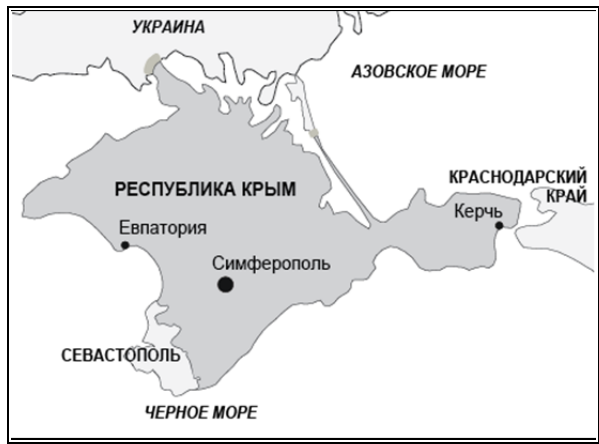 УКРАИНА
АЗОВСКОЕ МОРЕ
КРАСНОДАРСКИЙ
КРАЙ
РЕСПУБЛИКА КРЫМ
Керчь
Евпатория
Симферополь
СЕВАСТОПОЛЬ
ЧЕРНОЕ МОРЕ